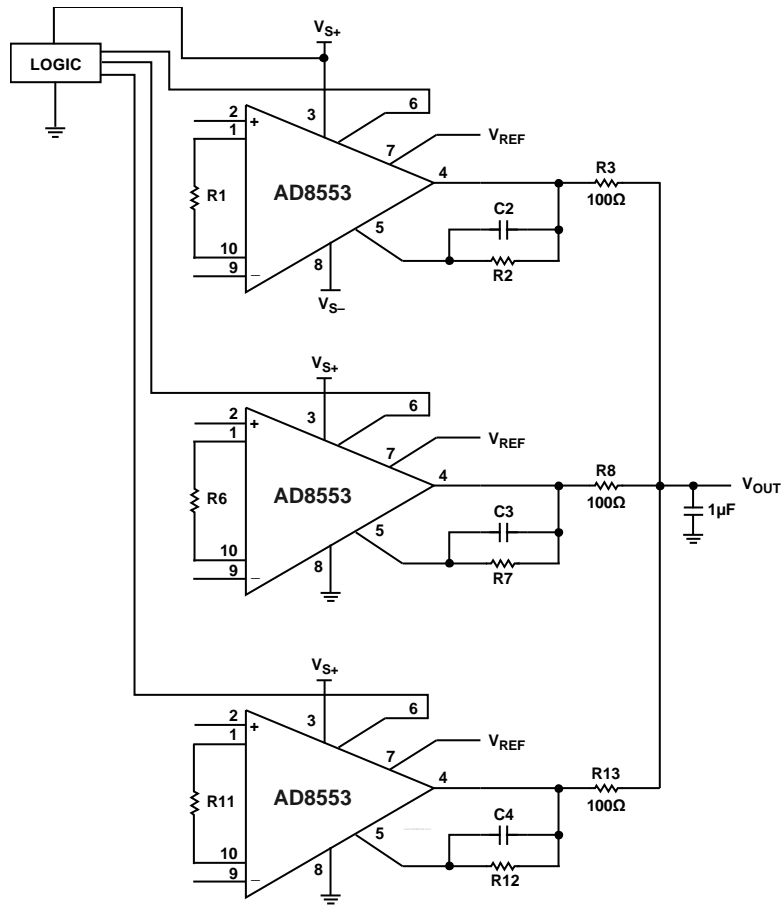 V_S+
LOGIC
6
2
1
+
3
7
V_REF
4
R3
100Ω
R1
AD8553
C2
5
R2
10
9
–
8
V_S–
V_S+
6
2
1
+
3
7
V_REF
4
R8
100Ω
V_OUT
1µF
R6
AD8553
C3
5
R7
10
9
–
8
V_S+
6
2
1
+
3
7
V_REF
4
R13
100Ω
R11
AD8553
C4
5
R12
10
9
–
8